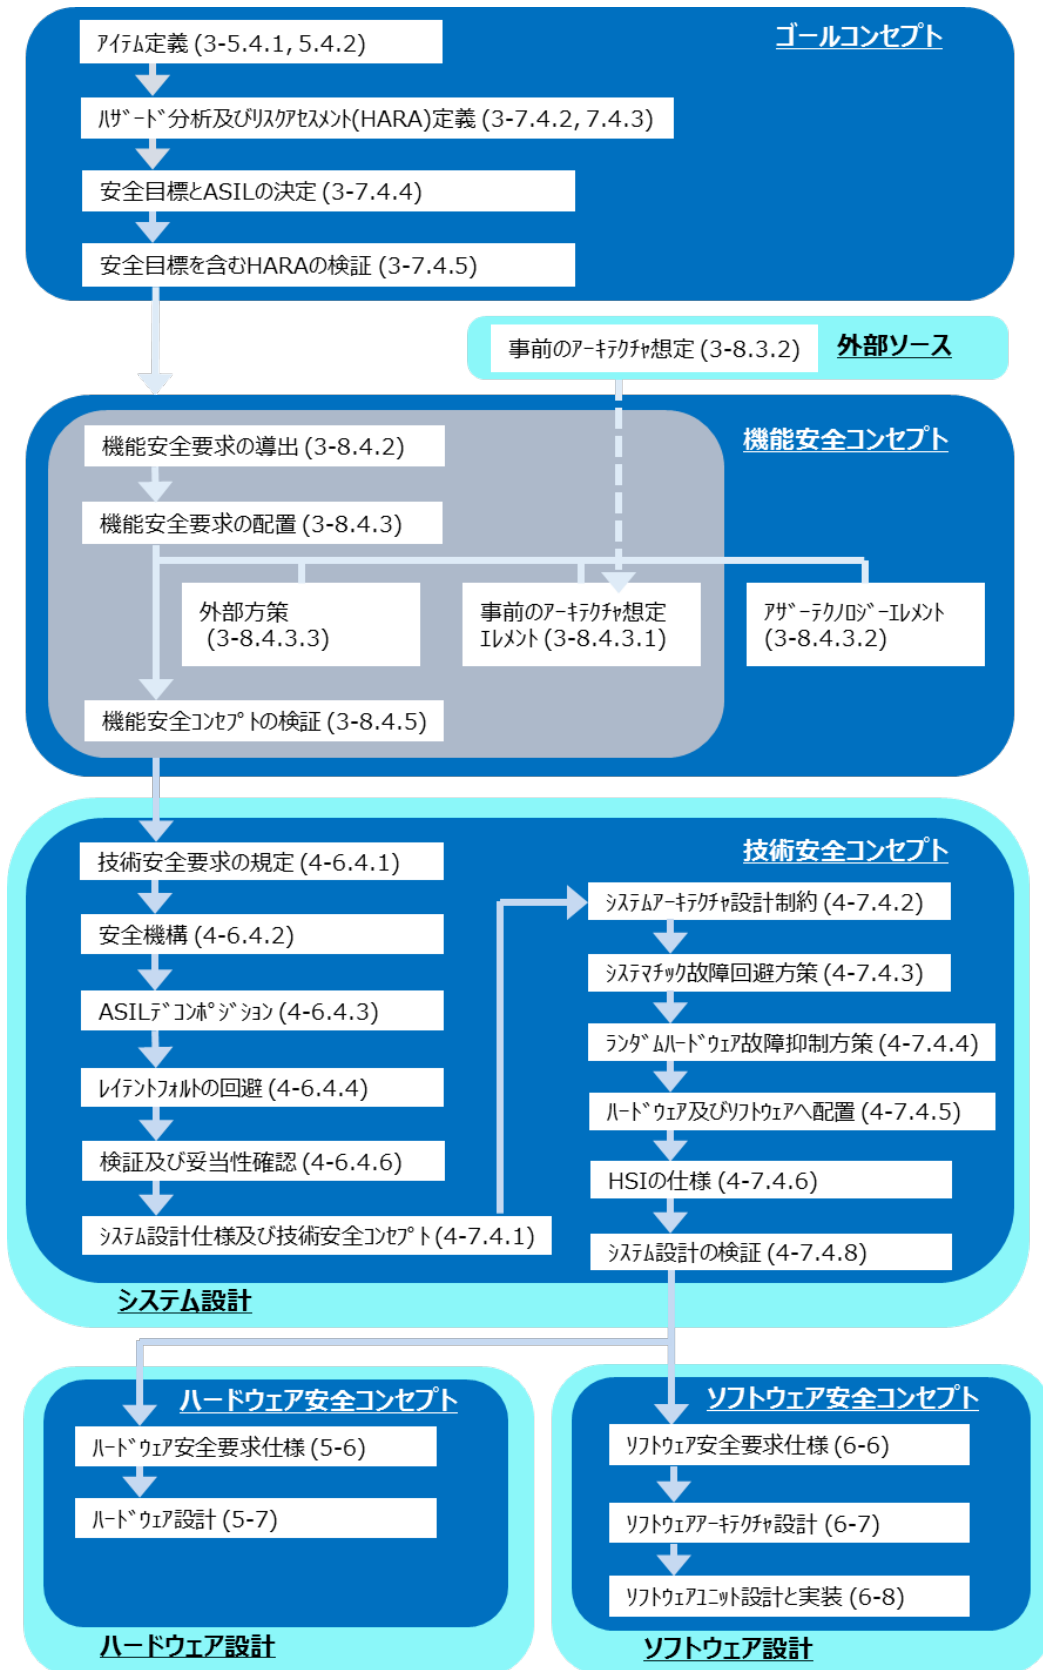 ゴールコンセプト
ｱｲﾃﾑ定義 (3-5.4.1, 5.4.2)
ﾊｻﾞｰﾄﾞ分析及びﾘｽｸｱｾｽﾒﾝﾄ(HARA)定義 (3-7.4.2, 7.4.3)
安全目標とASILの決定 (3-7.4.4)
安全目標を含むHARAの検証 (3-7.4.5)
事前のｱｰｷﾃｸﾁｬ想定 (3-8.3.2)
外部ソース
機能安全コンセプト
機能安全要求の導出 (3-8.4.2)
機能安全要求の配置 (3-8.4.3)
外部方策
(3-8.4.3.3)
事前のｱｰｷﾃｸﾁｬ想定
ｴﾚﾒﾝﾄ (3-8.4.3.1)
ｱｻﾞｰﾃｸﾉﾛｼﾞｰｴﾚﾒﾝﾄ
(3-8.4.3.2)
機能安全ｺﾝｾﾌﾟﾄの検証 (3-8.4.5)
技術安全コンセプト
技術安全要求の規定 (4-6.4.1)
安全機構 (4-6.4.2)
ASILﾃﾞｺﾝﾎﾟｼﾞｼｮﾝ (4-6.4.3)
ﾚｲﾃﾝﾄﾌｫﾙﾄの回避 (4-6.4.4)
検証及び妥当性確認 (4-6.4.6)
ｼｽﾃﾑ設計仕様及び技術安全ｺﾝｾﾌﾟﾄ (4-7.4.1)
ｼｽﾃﾑｱｰｷﾃｸﾁｬ設計制約 (4-7.4.2)
ｼｽﾃﾏﾁｯｸ故障回避方策 (4-7.4.3)
ﾗﾝﾀﾞﾑﾊｰﾄﾞｳｪｱ故障抑制方策 (4-7.4.4)
ﾊｰﾄﾞｳｪｱ及びｿﾌﾄｳｪｱへ配置 (4-7.4.5)
HSIの仕様 (4-7.4.6)
ｼｽﾃﾑ設計の検証 (4-7.4.8)
システム設計
ハードウェア安全コンセプト
ﾊｰﾄﾞｳｪｱ安全要求仕様 (5-6)
ﾊｰﾄﾞｳｪｱ設計 (5-7)
ハードウェア設計
ソフトウェア安全コンセプト
ｿﾌﾄｳｪｱ安全要求仕様 (6-6)
ｿﾌﾄｳｪｱｱｰｷﾃｸﾁｬ設計 (6-7)
ｿﾌﾄｳｪｱﾕﾆｯﾄ設計と実装 (6-8)
ソフトウェア設計